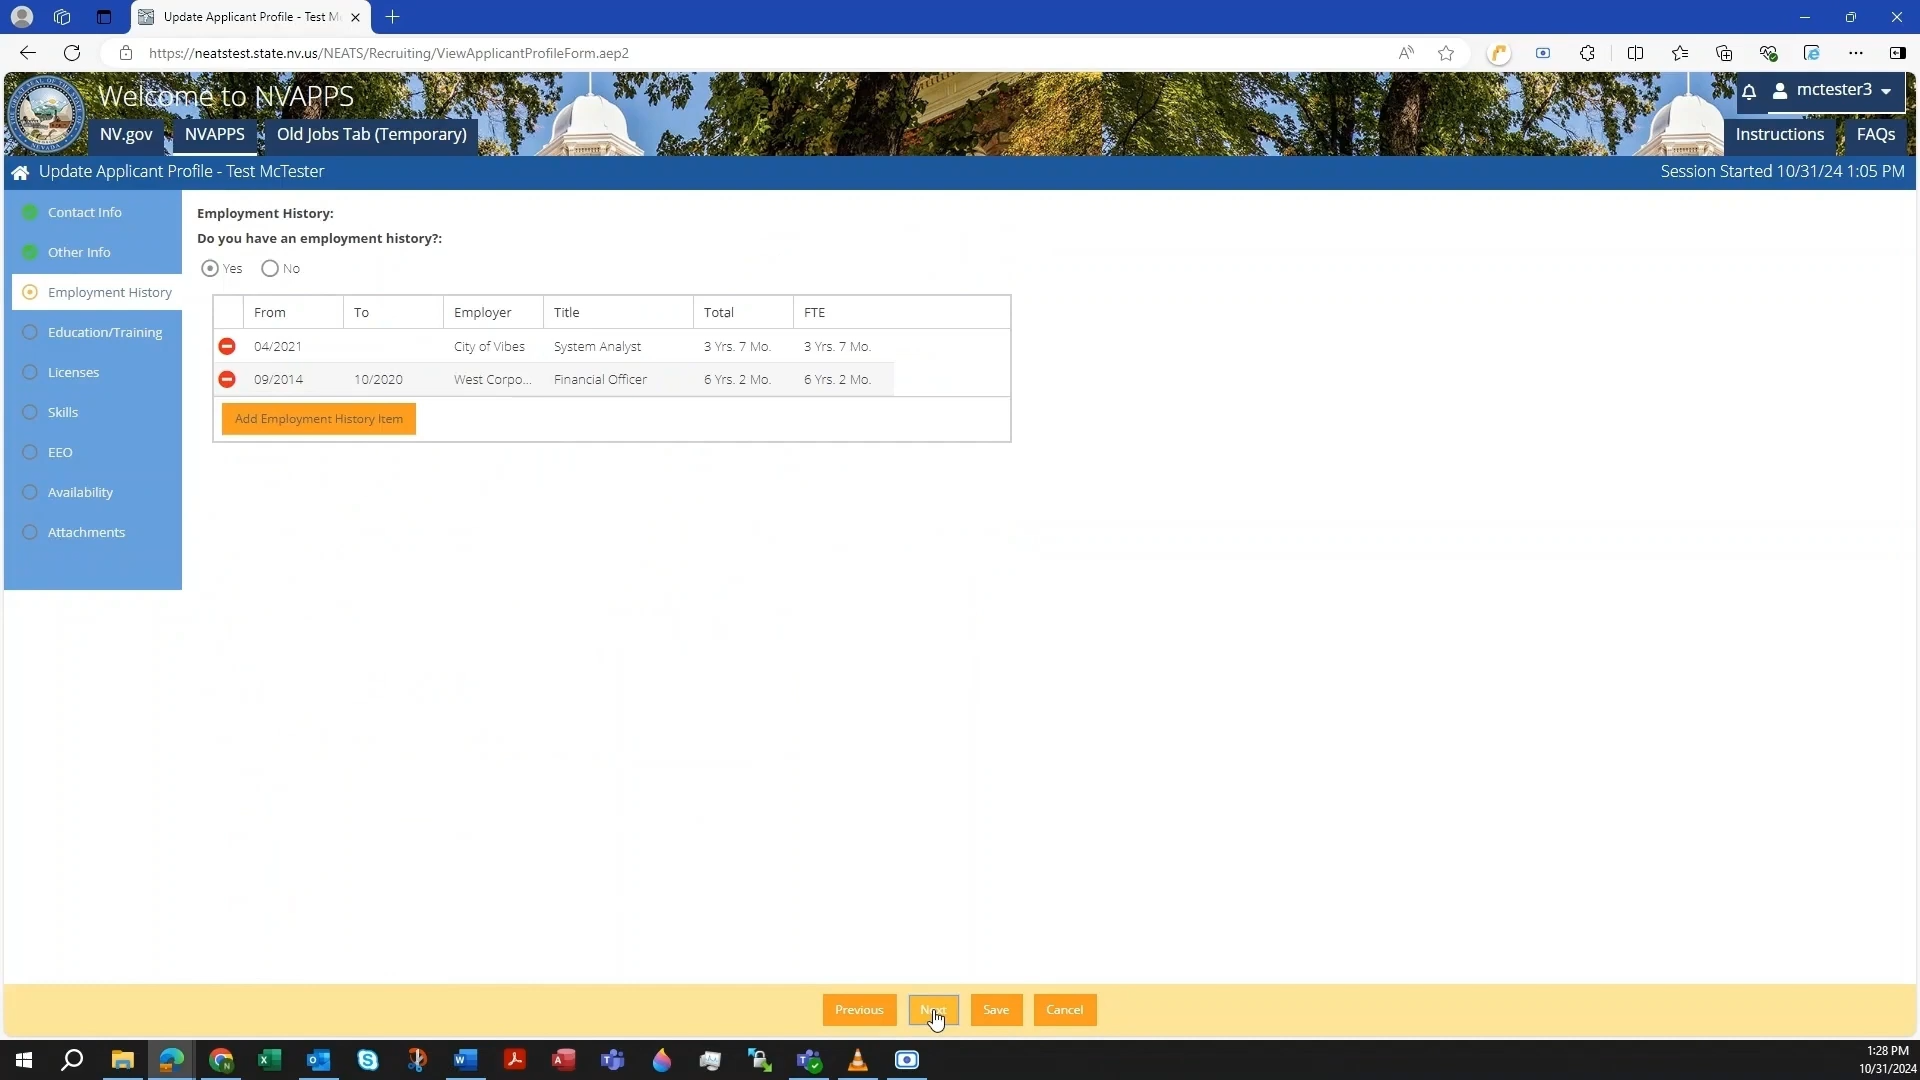 Update Applicant Profile - Test M
https://neatstest.state.nv.us/NEATS/Recruiting/ViewApplicantProfileForm.aep2
Welcome to NVAPPS
mctester3
NV.gov NVAPPS Old Jobs Tab (Temporary)
Instructions FAQs
Update Applicant Profile - Test McTester
Session Started 10/31/24 1:05 PM
Contact Info
Other Info
Employment History
Education/Training
Licenses
Skills
EEO
Availability
Attachments
Employment History:
Do you have an employment history?:
Yes No
From To Employer Title Total FTE
04/2021 City of Vibes System Analyst 3 Yrs. 7 Mo. 3 Yrs. 7 Mo.
09/2014 10/2020 West Corpo... Financial Officer 6 Yrs. 2 Mo. 6 Yrs. 2 Mo.
Add Employment History Item
Previous Next Save Cancel
1:28 PM
10/31/2024